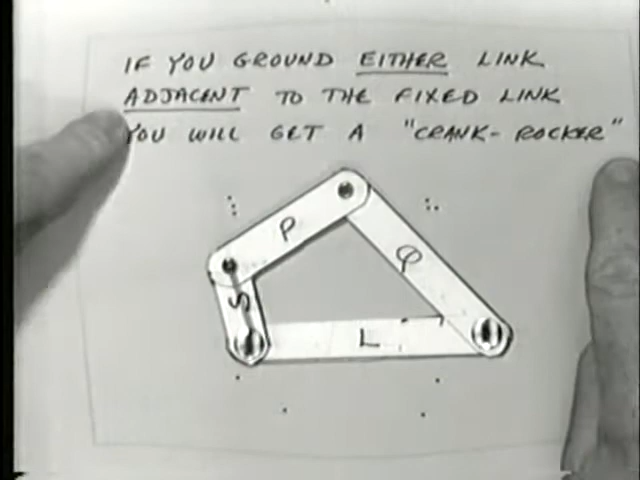 IF YOU GROUND EITHER LINK
ADJACENT TO THE FIXED LINK
YOU WILL GET A "CRANK-ROCKER"
P
Q
S
L